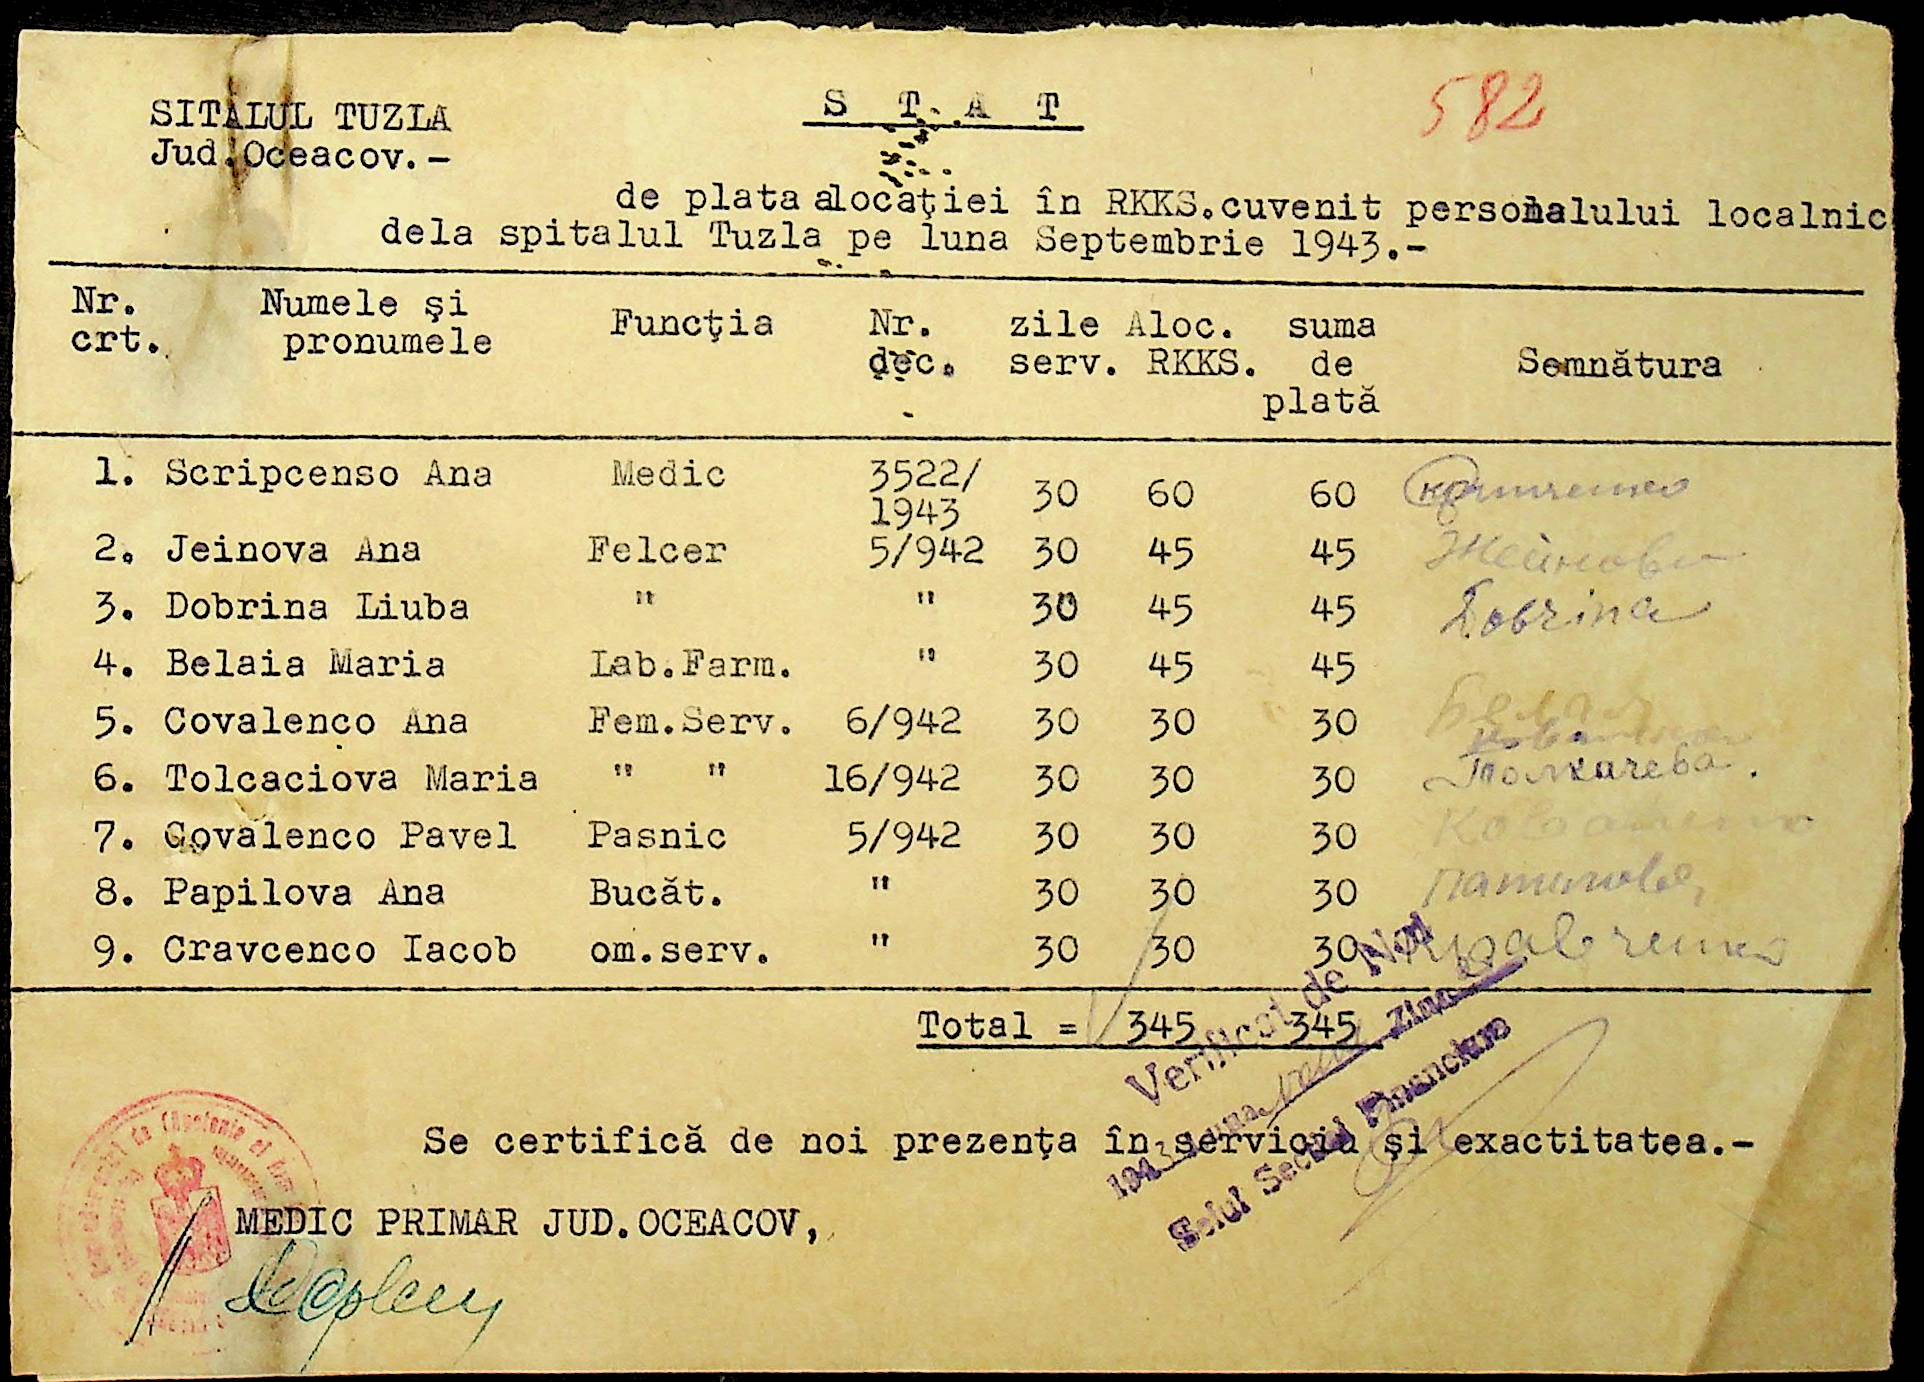 582
SITALUL TUZLA
Jud.Oceacov.-
S T A T
de plata alocaţiei în RKKS.cuvenit personalului localnic
dela spitalul Tuzla pe luna Septembrie 1943.-
Nr. crt. Numele şi pronumele Funcţia Nr. dec. zile serv. Aloc. RKKS. suma de plată Semnătura
1. Scripcenso Ana Medic 3522/1943 30 60 60
2. Jeinova Ana Felcer 5/942 30 45 45 Жейнова
3. Dobrina Liuba " " 30 45 45 Dobrina
4. Belaia Maria Lab.Farm. " 30 45 45 Белая
5. Covalenco Ana Fem.Serv. 6/942 30 30 30
6. Tolcaciova Maria " " 16/942 30 30 30 Толкачева.
7. Covalenco Pavel Pasnic 5/942 30 30 30
8. Papilova Ana Bucăt. " 30 30 30
9. Cravcenco Iacob om.serv. " 30 30 30
Total = 345 345
Verificat de Noi
1943 Luna Ziua
Şeful Secţiei Financiare
Se certifică de noi prezenţa în serviciu şi exactitatea.-
MEDIC PRIMAR JUD.OCEACOV,